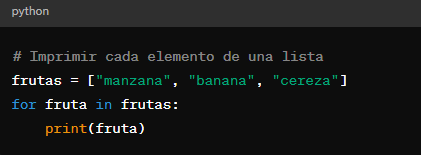 python
# Imprimir cada elemento de una lista
frutas = ["manzana", "banana", "cereza"]
for fruta in frutas:
    print(fruta)